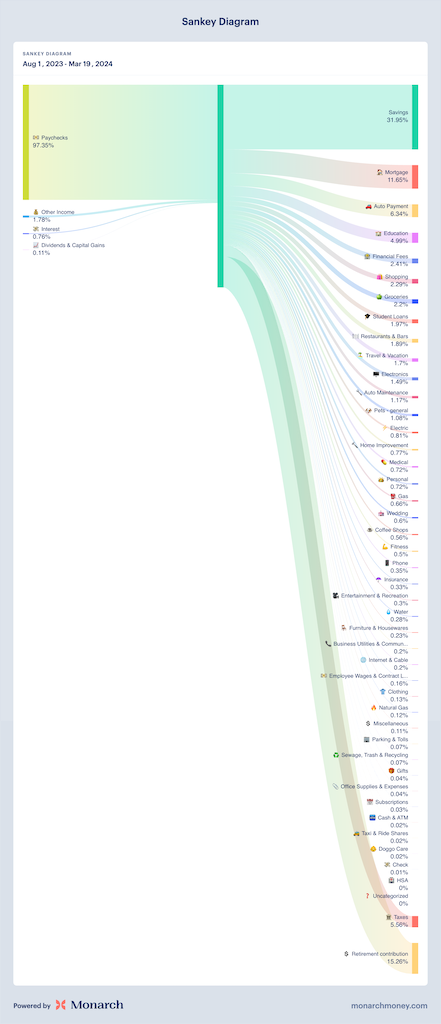 Sankey Diagram
SANKEY DIAGRAM
Aug 1, 2023 - Mar 19, 2024
Paychecks
97.35%
Other Income
1.78%
Interest
0.76%
Dividends & Capital Gains
0.11%
Savings
31.95%
Mortgage
11.65%
Auto Payment
6.34%
Education
4.99%
Financial Fees
2.41%
Shopping
2.29%
Groceries
2.2%
Student Loans
1.97%
Restaurants & Bars
1.89%
Travel & Vacation
1.7%
Electronics
1.49%
Auto Maintenance
1.17%
Pets - general
1.08%
Electric
0.81%
Home Improvement
0.77%
Medical
0.72%
Personal
0.72%
Gas
0.66%
Wedding
0.6%
Coffee Shops
0.56%
Fitness
0.5%
Phone
0.35%
Insurance
0.33%
Entertainment & Recreation
0.3%
Water
0.28%
Furniture & Housewares
0.23%
Business Utilities & Commun...
0.2%
Internet & Cable
0.2%
Employee Wages & Contract L...
0.16%
Clothing
0.13%
Natural Gas
0.12%
$ Miscellaneous
0.11%
Parking & Tolls
0.07%
Sewage, Trash & Recycling
0.07%
Gifts
0.04%
Office Supplies & Expenses
0.04%
Subscriptions
0.03%
Cash & ATM
0.02%
Taxi & Ride Shares
0.02%
Doggo Care
0.02%
Check
0.01%
HSA
0%
Uncategorized
0%
Taxes
5.56%
$ Retirement contribution
15.26%
Powered by Monarch
monarchmoney.com